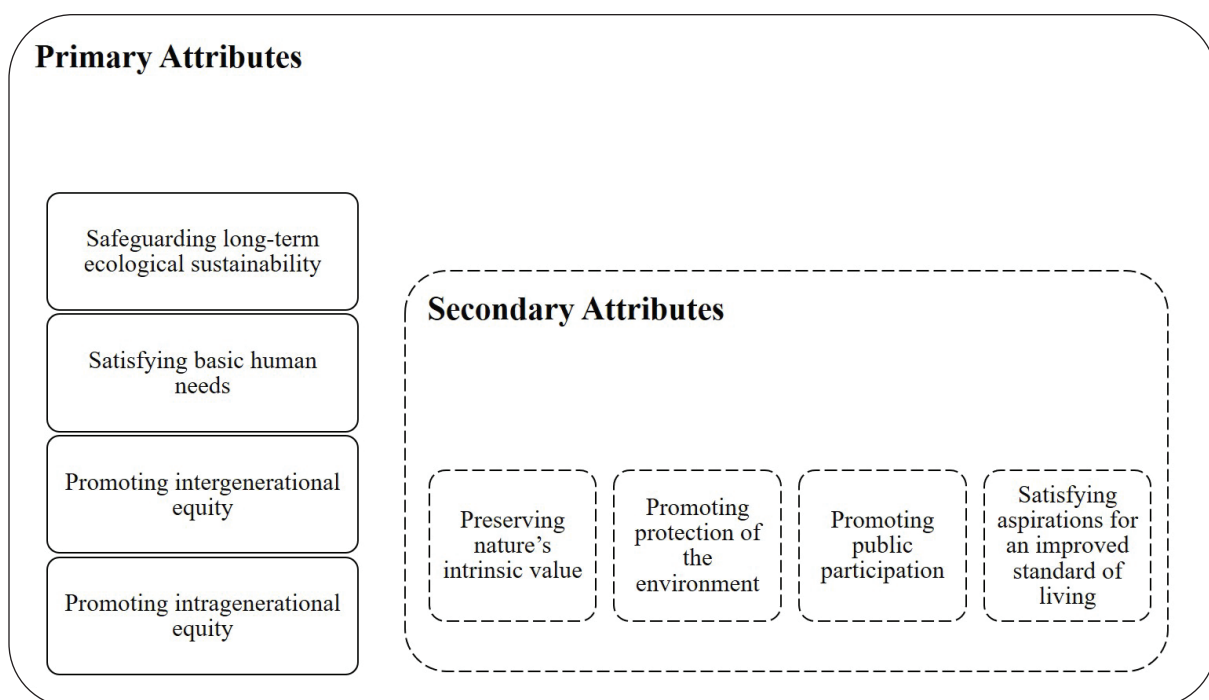 Primary Attributes
Safeguarding long-term
ecological sustainability
Satisfying basic human
needs
Promoting intergenerational
equity
Promoting intragenerational
equity
Secondary Attributes
Preserving
nature’s
intrinsic value
Promoting
protection of
the
environment
Promoting
public
participation
Satisfying
aspirations for
an improved
standard of
living